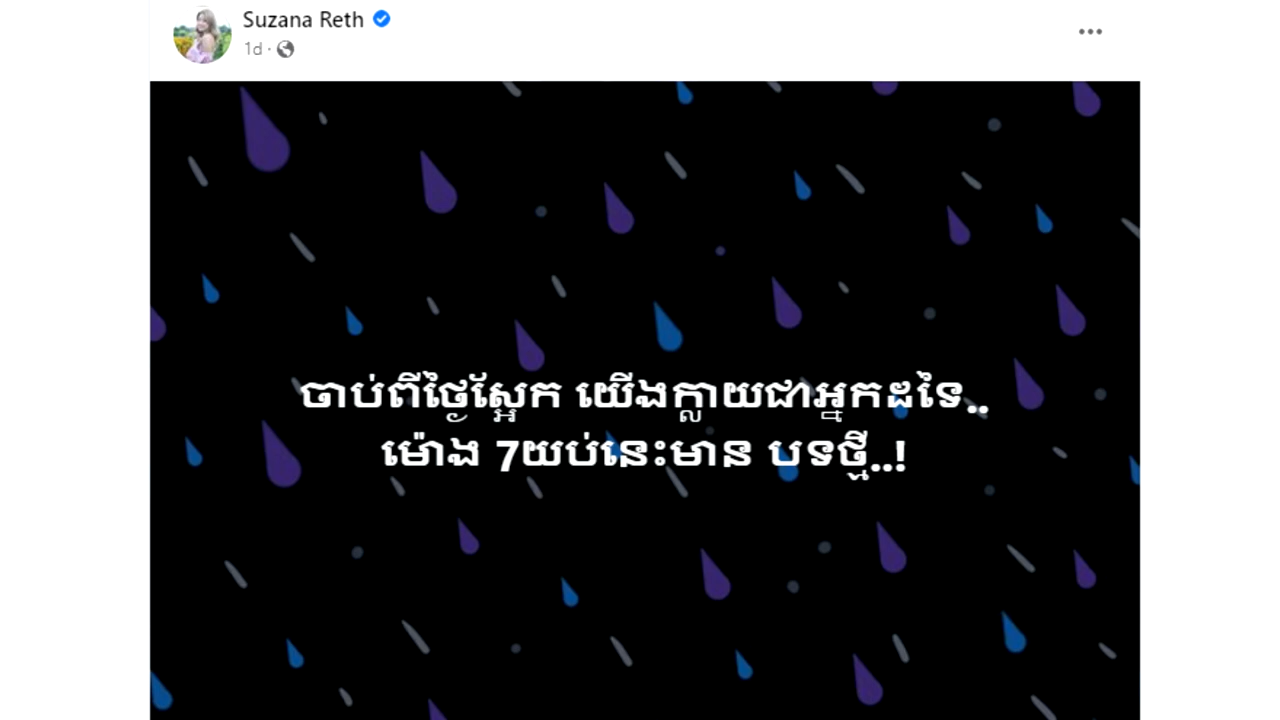 Suzana Reth
1d ·
ចាប់ពីថ្ងៃស្អែក យើងក្លាយជាអ្នកដទៃ..
ម៉ោង 7យប់នេះមាន បទថ្មី..!